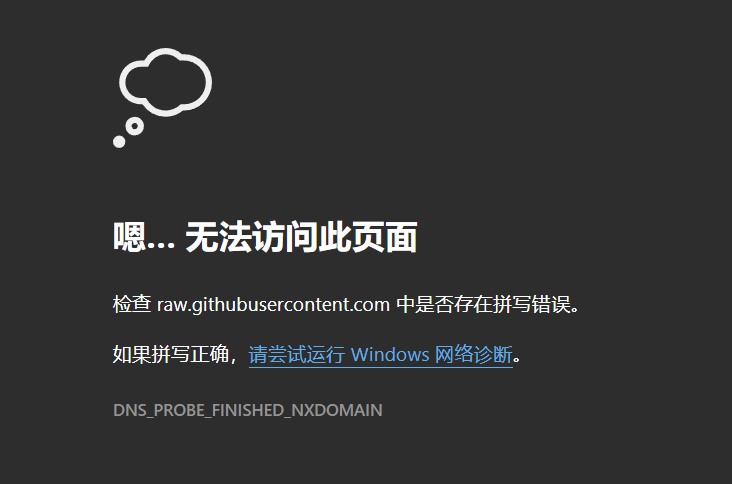 嗯… 无法访问此页面
检查 raw.githubusercontent.com 中是否存在拼写错误。
如果拼写正确，请尝试运行 Windows 网络诊断。
DNS_PROBE_FINISHED_NXDOMAIN